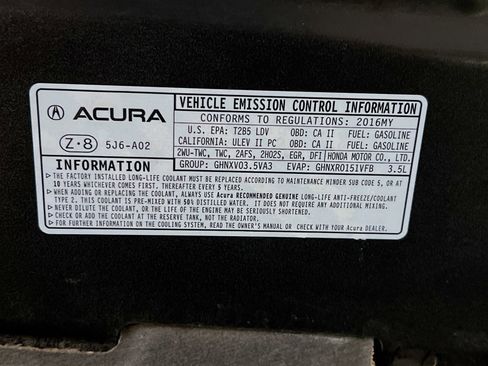 ACURA
Z·8 5J6-A02
VEHICLE EMISSION CONTROL INFORMATION
CONFORMS TO REGULATIONS: 2016MY
U.S. EPA: T2B5 LDV OBD: CA II FUEL: GASOLINE
CALIFORNIA: ULEV II PC OBD: CA II FUEL: GASOLINE
2WU-TWC, TWC, 2AFS, 2HO2S, EGR, DFI HONDA MOTOR CO., LTD.
GROUP: GHNXV03.5VA3 EVAP: GHNXR0151VFB 3.5L
INFORMATION
▶ THE FACTORY INSTALLED LONG-LIFE COOLANT MUST BE REPLACED ACCORDING TO MAINTENANCE MINDER SUB CODE 5, OR AT
10 YEARS WHICHEVER COMES FIRST, THEREAFTER EVERY 5 YEARS.
▶ WHEN ADDING OR REPLACING THE COOLANT, ALWAYS USE Acura RECOMMENDED GENUINE LONG-LIFE ANTI-FREEZE/COOLANT
TYPE 2. THIS COOLANT IS PRE-MIXED WITH 50% DISTILLED WATER. IT DOES NOT REQUIRE ANY ADDITIONAL MIXING.
OTHERWISE, DURABILITY OR LIFE OF THE ENGINE MAY BE SERIOUSLY REDUCED.
▶ CHECK OR ADD THE COOLANT AT THE RESERVE TANK, NOT THE RADIATOR.
▶ FOR FURTHER INFORMATION ON THE COOLING SYSTEM, READ THE OWNER'S MANUAL OR CHECK WITH YOUR Acura DEALER.